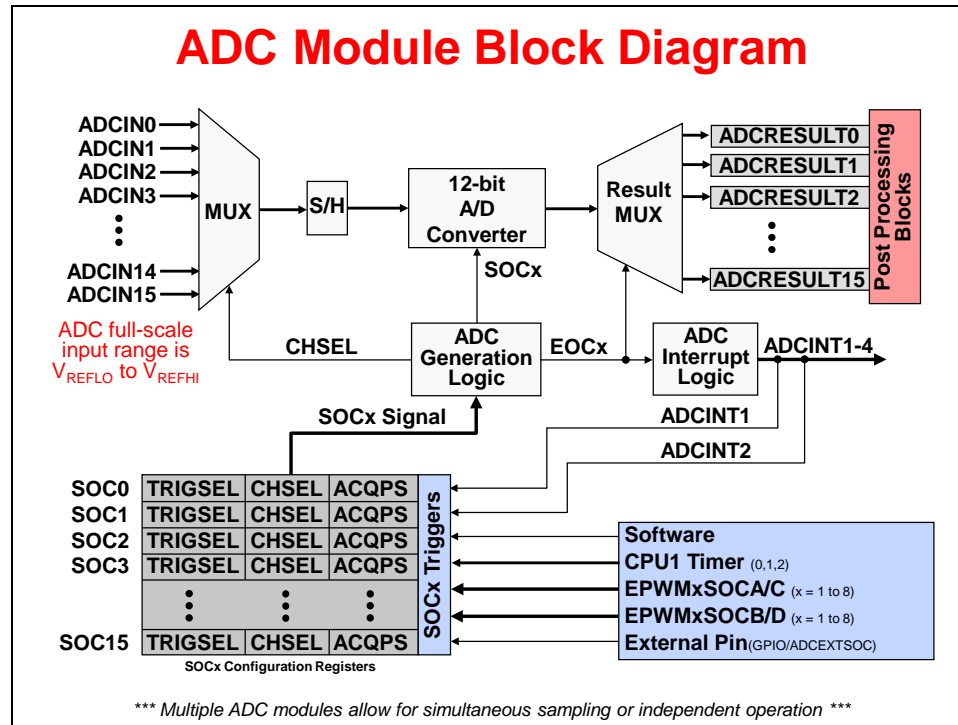 ADC Module Block Diagram
ADCIN0
ADCIN1
ADCIN2
ADCIN3
ADCIN14
ADCIN15
MUX
S/H
12-bit
A/D
Converter
SOCx
Result
MUX
ADCRESULT0
ADCRESULT1
ADCRESULT2
ADCRESULT15
Post Processing
Blocks
ADC full-scale
input range is
VREFLO to VREFHI
CHSEL
ADC
Generation
Logic
EOCx
ADC
Interrupt
Logic
ADCINT1-4
SOCx Signal
ADCINT1
ADCINT2
SOC0 TRIGSEL CHSEL ACQPS
SOC1 TRIGSEL CHSEL ACQPS
SOC2 TRIGSEL CHSEL ACQPS
SOC3 TRIGSEL CHSEL ACQPS
SOC15 TRIGSEL CHSEL ACQPS
SOCx Configuration Registers
SOCx Triggers
Software
CPU1 Timer (0,1,2)
EPWMxSOCA/C (x = 1 to 8)
EPWMxSOCB/D (x = 1 to 8)
External Pin(GPIO/ADCEXTSOC)
*** Multiple ADC modules allow for simultaneous sampling or independent operation ***